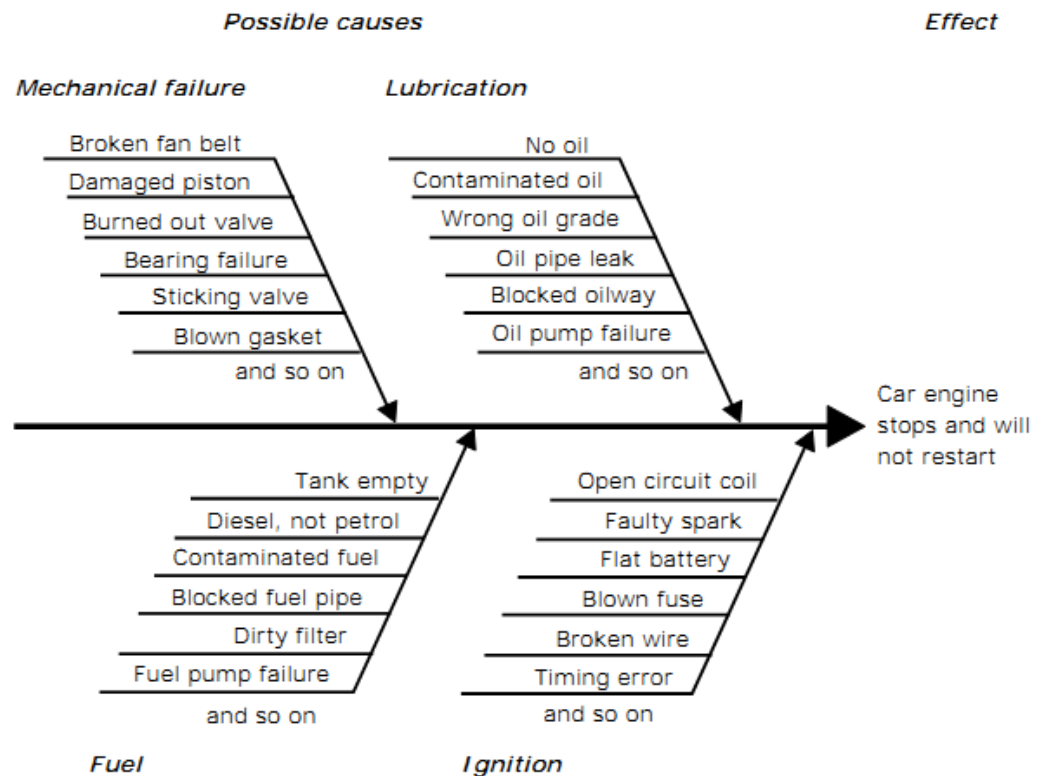 Possible causes
Effect
Mechanical failure
Lubrication
Broken fan belt
Damaged piston
Burned out valve
Bearing failure
Sticking valve
Blown gasket
and so on
No oil
Contaminated oil
Wrong oil grade
Oil pipe leak
Blocked oilway
Oil pump failure
and so on
Car engine
stops and will
not restart
Tank empty
Diesel, not petrol
Contaminated fuel
Blocked fuel pipe
Dirty filter
Fuel pump failure
and so on
Open circuit coil
Faulty spark
Flat battery
Blown fuse
Broken wire
Timing error
and so on
Fuel
Ignition